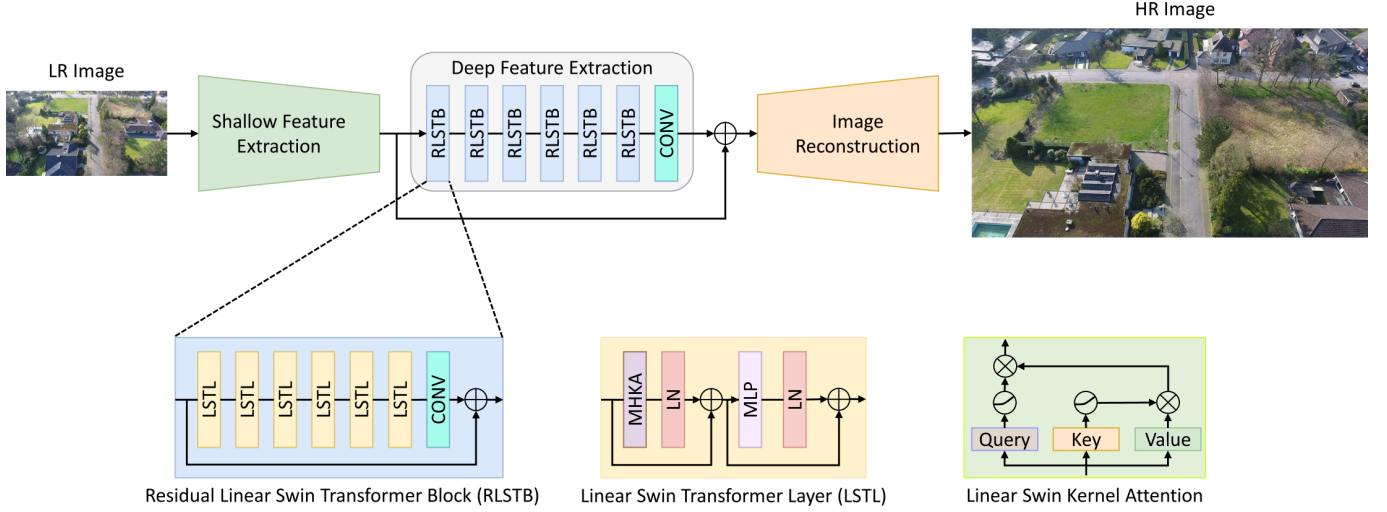 HR Image
LR Image
Deep Feature Extraction
Shallow Feature
Extraction
RLSTB
RLSTB
RLSTB
RLSTB
RLSTB
RLSTB
CONV
Image
Reconstruction
LSTL
LSTL
LSTL
LSTL
LSTL
LSTL
CONV
Residual Linear Swin Transformer Block (RLSTB)
MHKA
LN
MLP
LN
Linear Swin Transformer Layer (LSTL)
Query
Key
Value
Linear Swin Kernel Attention